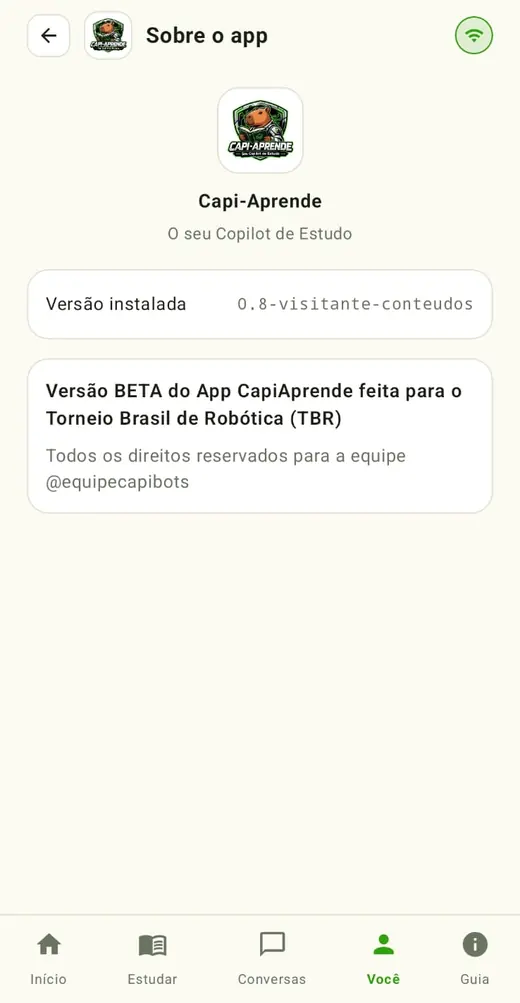 Sobre o app
CAPI-APRENDE
Capi-Aprende
O seu Copilot de Estudo
Versão instalada 0.8-visitante-conteudos
Versão BETA do App CapiAprende feita para o
Torneio Brasil de Robótica (TBR)
Todos os direitos reservados para a equipe
@equipecapibots
Início Estudar Conversas Você Guia